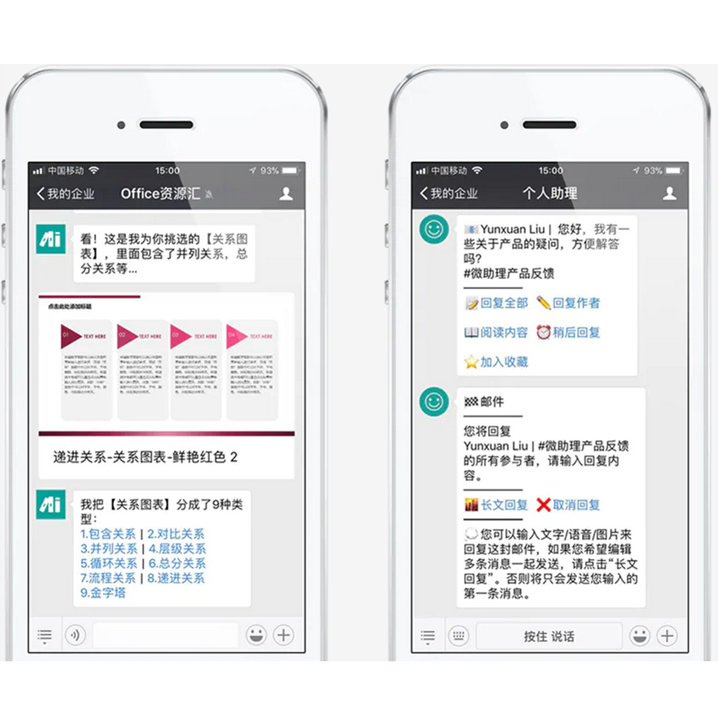 中国移动 15:00 93%
我的企业 Office资源汇
看！这是我为你挑选的【关系图
表】，里面包含了并列关系，总
分关系等...
点击此处添加标题
01 TEXT HERE 02 TEXT HERE 03 TEXT HERE 04 TEXT HERE
递进关系-关系图表-鲜艳红色 2
我把【关系图表】分成了9种类
型：
1.包含关系 | 2.对比关系
3.并列关系 | 4.层级关系
5.循环关系 | 6.总分关系
7.流程关系 | 8.递进关系
9.金字塔
中国移动 15:00 93%
我的企业 个人助理
Yunxuan Liu | 您好，我有一
些关于产品的疑问，方便解答
吗？
#微助理产品反馈
回复全部 回复作者
阅读内容 稍后回复
加入收藏
邮件
您将回复
Yunxuan Liu | #微助理产品反馈
的所有参与者，请输入回复内
容。
长文回复 取消回复
您可以输入文字/语音/图片来
回复这封邮件，如果您希望编辑
多条消息一起发送，请点击“长文
回复”。否则将只会发送您输入的
第一条消息。
按住 说话